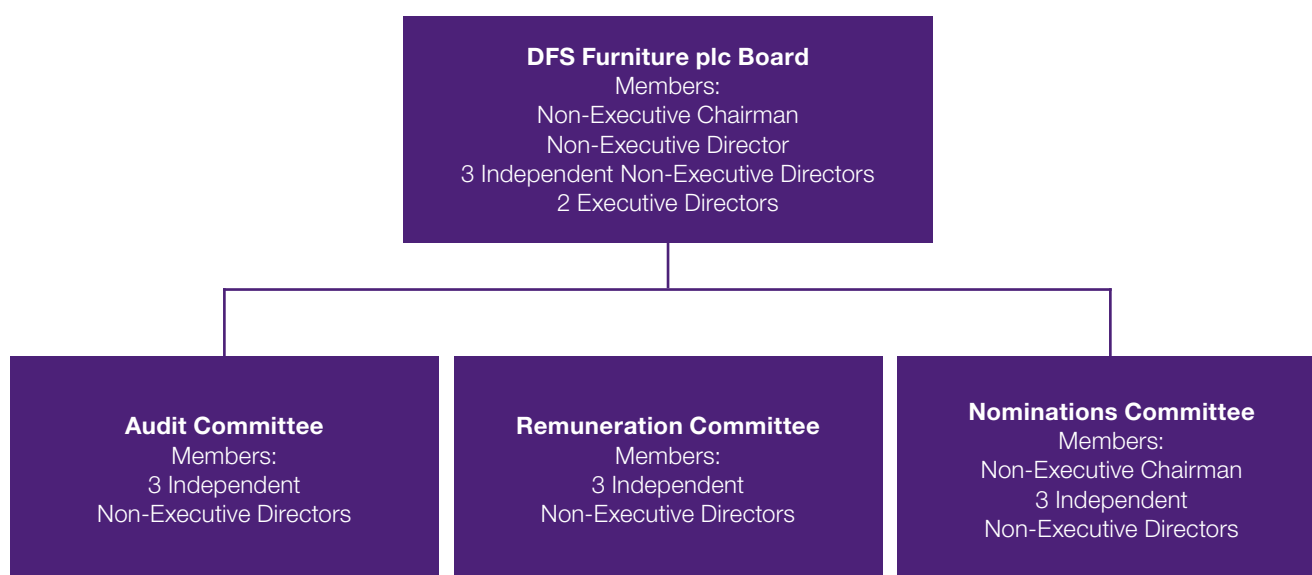 DFS Furniture plc Board
Members:
Non-Executive Chairman
Non-Executive Director
3 Independent Non-Executive Directors
2 Executive Directors
Audit Committee
Members:
3 Independent
Non-Executive Directors
Remuneration Committee
Members:
3 Independent
Non-Executive Directors
Nominations Committee
Members:
Non-Executive Chairman
3 Independent
Non-Executive Directors